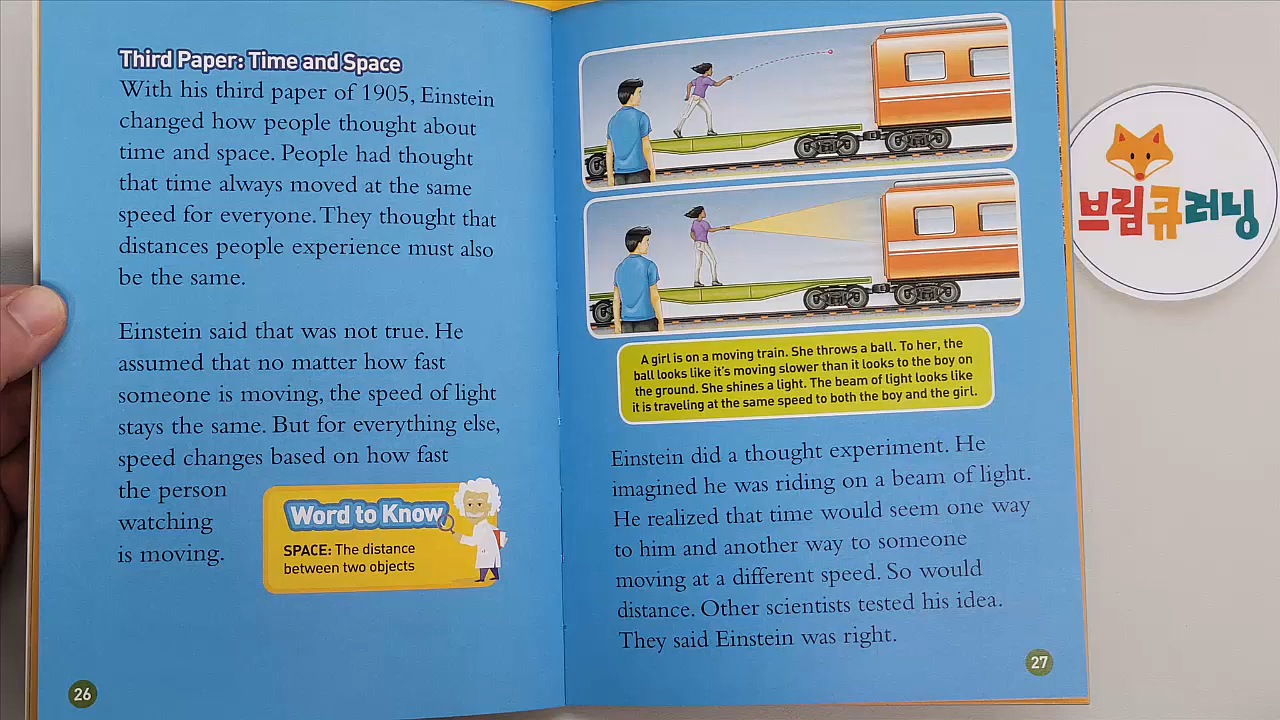 Third Paper: Time and Space
With his third paper of 1905, Einstein
changed how people thought about
time and space. People had thought
that time always moved at the same
speed for everyone. They thought that
distances people experience must also
be the same.
Einstein said that was not true. He
assumed that no matter how fast
someone is moving, the speed of light
stays the same. But for everything else,
speed changes based on how fast
the person
watching
is moving.
Word to Know
SPACE: The distance
between two objects
26
A girl is on a moving train. She throws a ball. To her, the
ball looks like it's moving slower than it looks to the boy on
the ground. She shines a light. The beam of light looks like
it is traveling at the same speed to both the boy and the girl.
Einstein did a thought experiment. He
imagined he was riding on a beam of light.
He realized that time would seem one way
to him and another way to someone
moving at a different speed. So would
distance. Other scientists tested his idea.
They said Einstein was right.
27
브림큐러닝